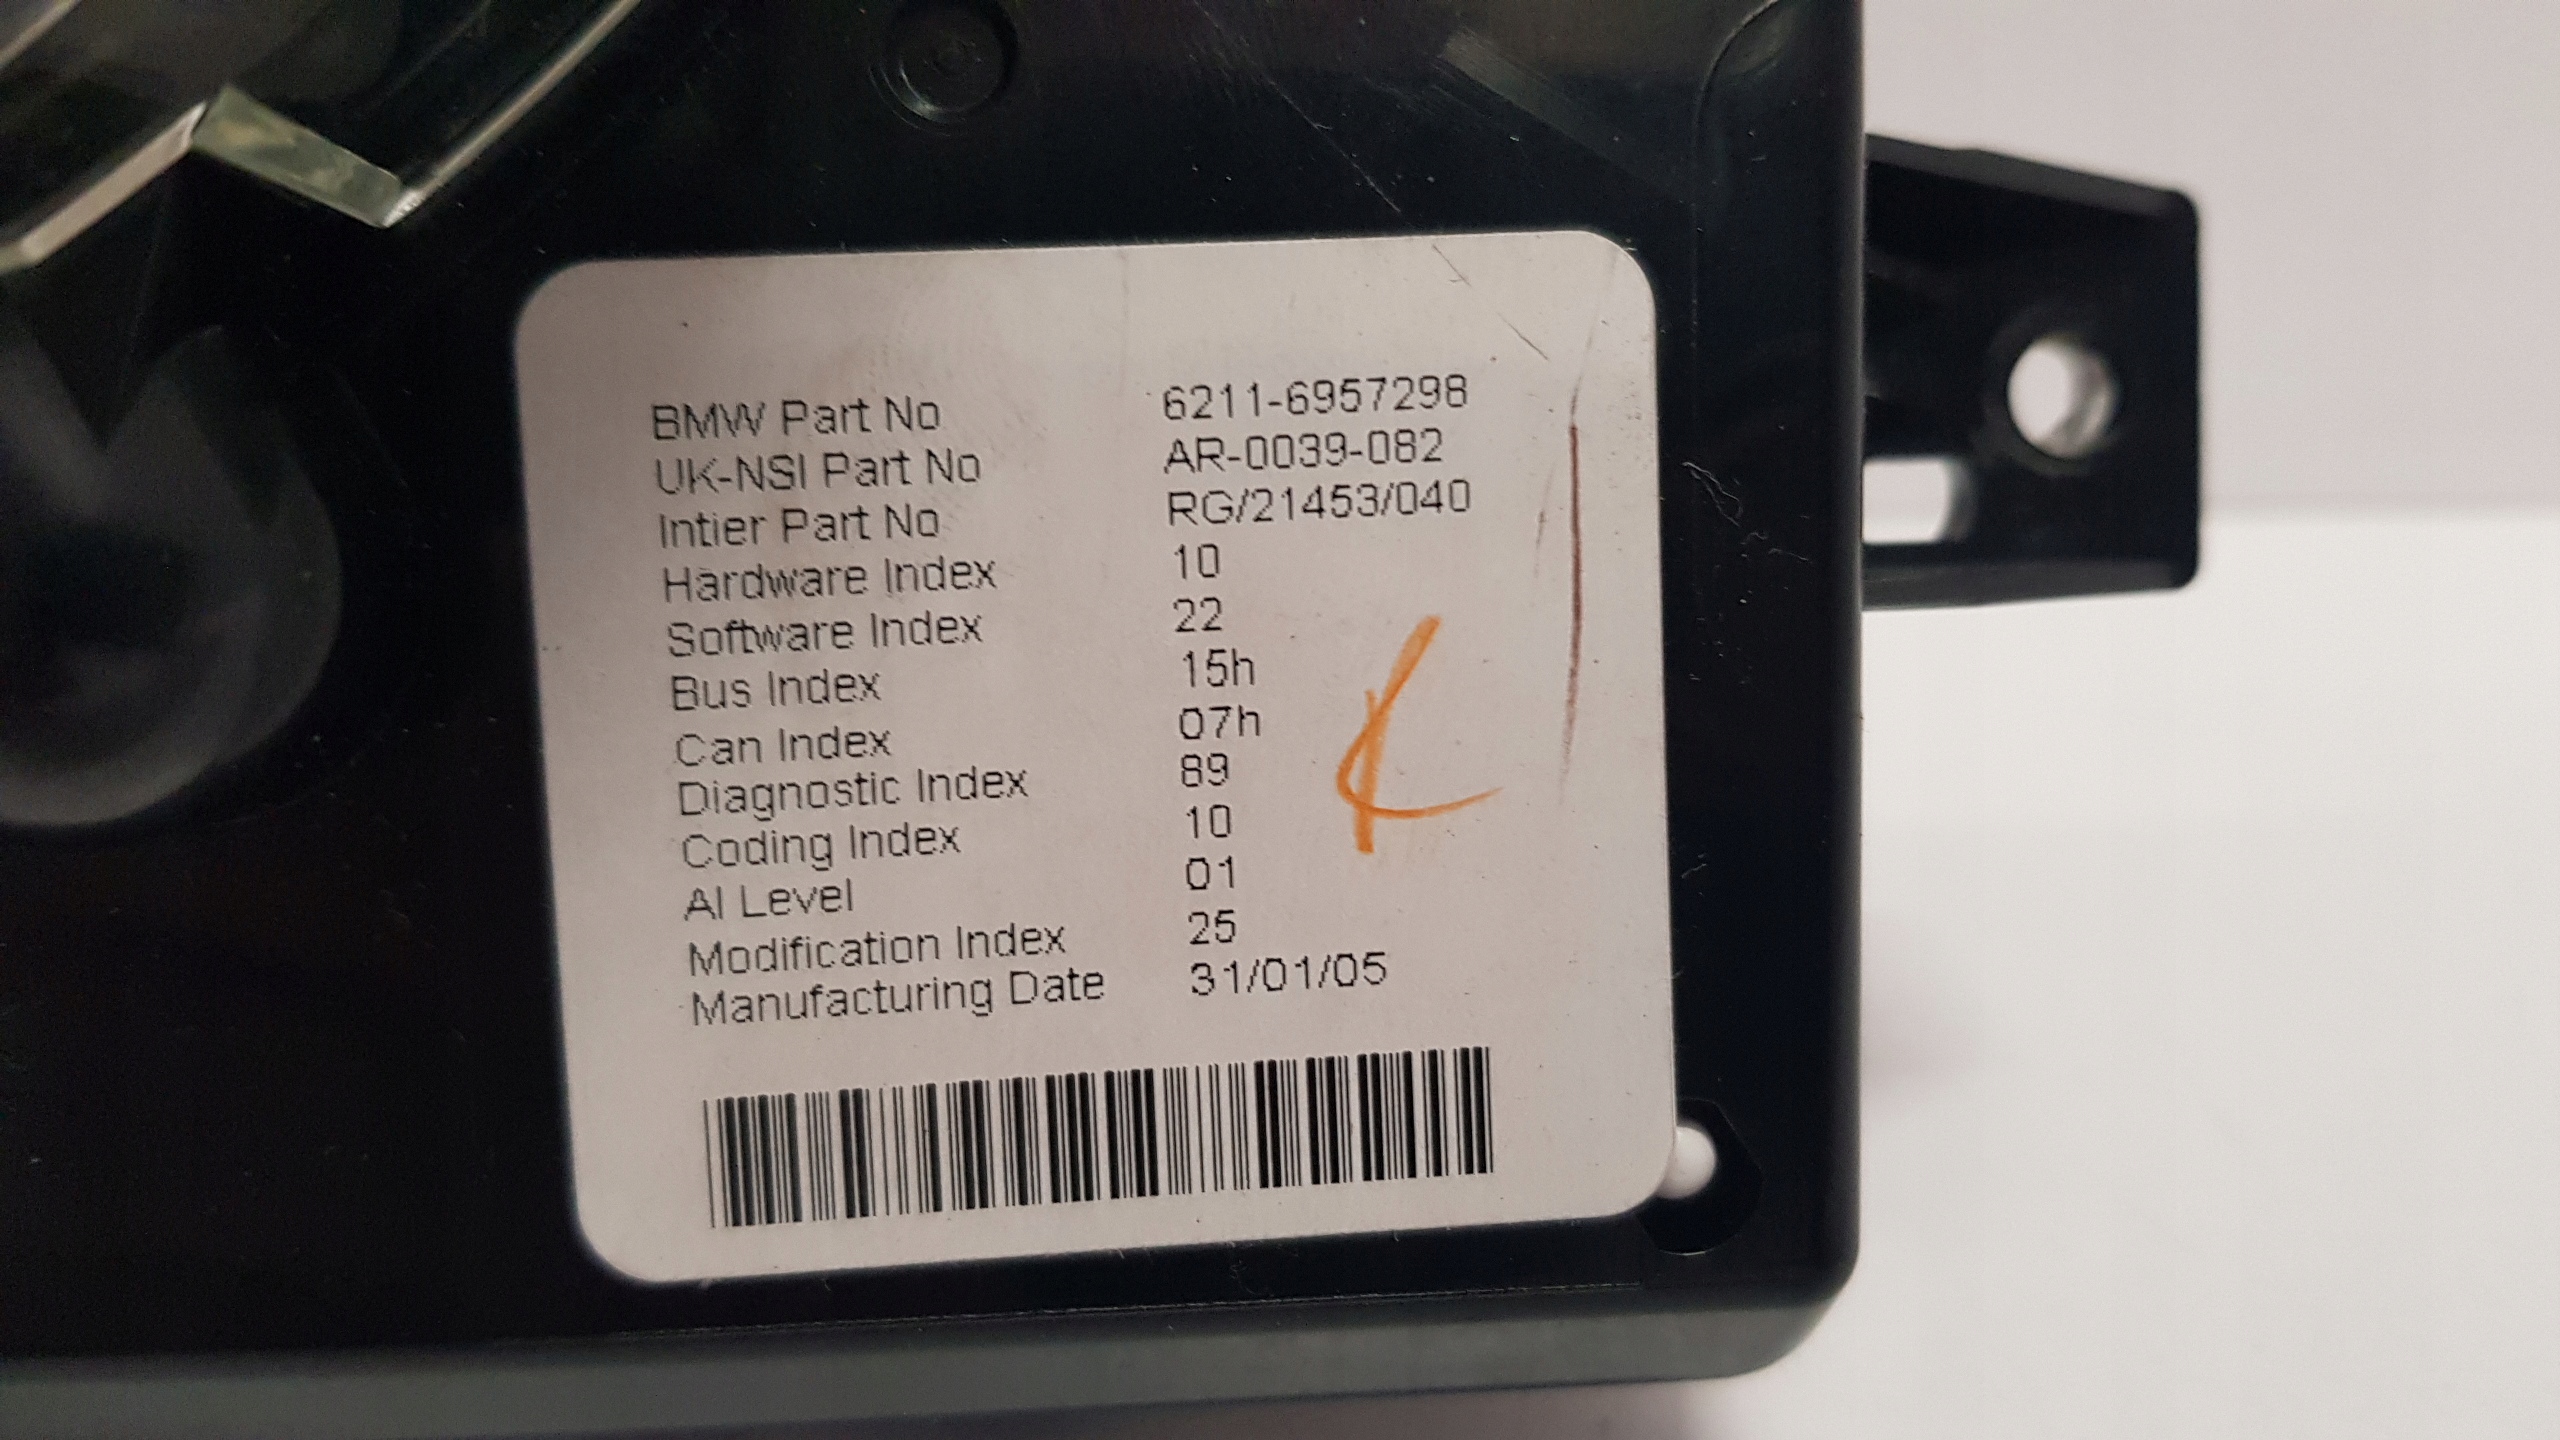 BMW Part No 6211-6957298
UK-NSI Part No AR-0039-082
Intier Part No RG/21453/040
Hardware Index 10
Software Index 22
Bus Index 15h
Can Index 07h
Diagnostic Index 89
Coding Index 10
AI Level 01
Modification Index 25
Manufacturing Date 31/01/05